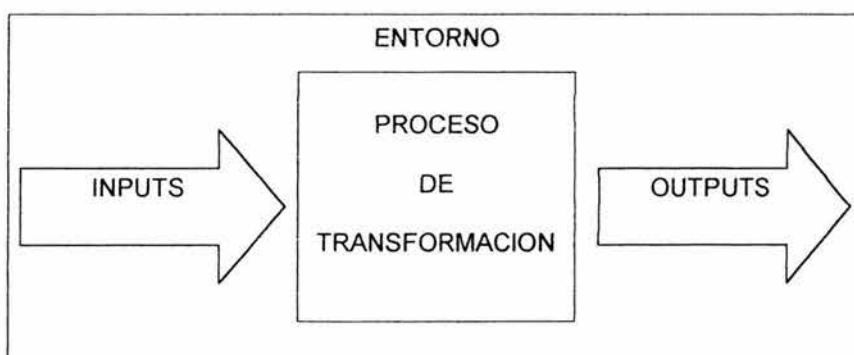 ENTORNO
PROCESO
DE
TRANSFORMACION
INPUTS
OUTPUTS